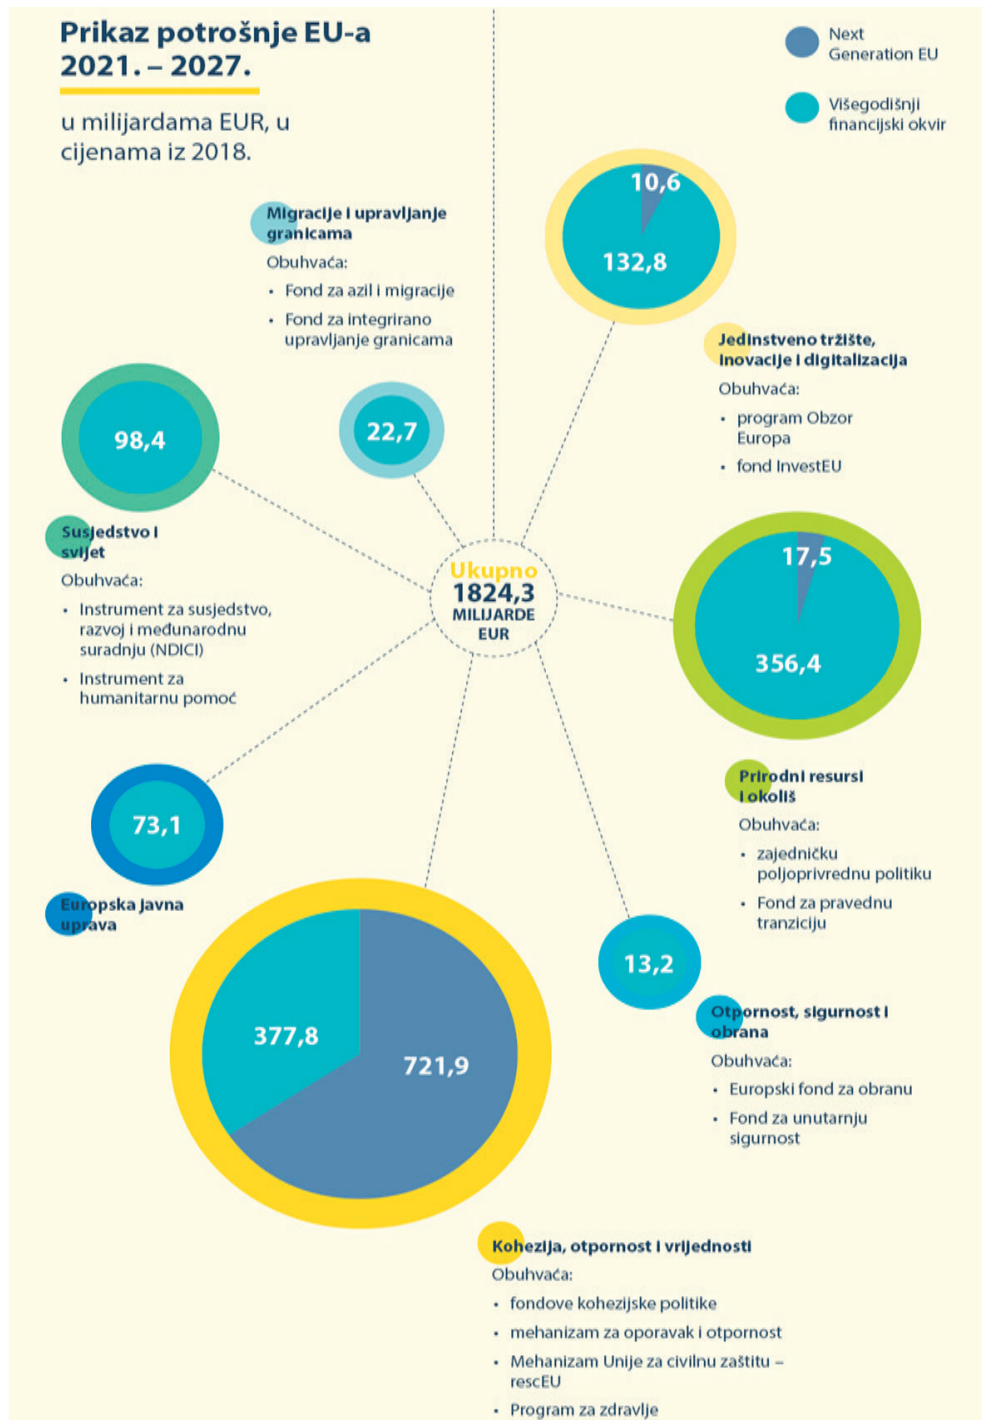 Prikaz potrošnje EU-a
2021. – 2027.
u milijardama EUR, u
cijenama iz 2018.
Next
Generation EU
Višegodišnji
financijski okvir
10,6
132,8
Migracije i upravljanje
granicama
Obuhvaća:
• Fond za azil i migracije
• Fond za integrirano
upravljanje granicama
Jedinstveno tržište,
inovacije i digitalizacija
Obuhvaća:
• program Obzor
Europa
• fond InvestEU
98,4
22,7
Susjedstvo i
svijet
Obuhvaća:
• Instrument za susjedstvo,
razvoj i međunarodnu
suradnju (NDICI)
• Instrument za
humanitarnu pomoć
Ukupno
1824,3
MILIJARDE
EUR
17,5
356,4
Prirodni resursi
i okoliš
Obuhvaća:
• zajedničku
poljoprivrednu politiku
• Fond za pravednu
tranziciju
73,1
Europska javna
uprava
13,2
Otpornost, sigurnost i
obrana
Obuhvaća:
• Europski fond za obranu
• Fond za unutarnju
sigurnost
377,8
721,9
Kohezija, otpornost i vrijednosti
Obuhvaća:
• fondove kohezijske politike
• mehanizam za oporavak i otpornost
• Mehanizam Unije za civilnu zaštitu –
rescEU
• Program za zdravlje